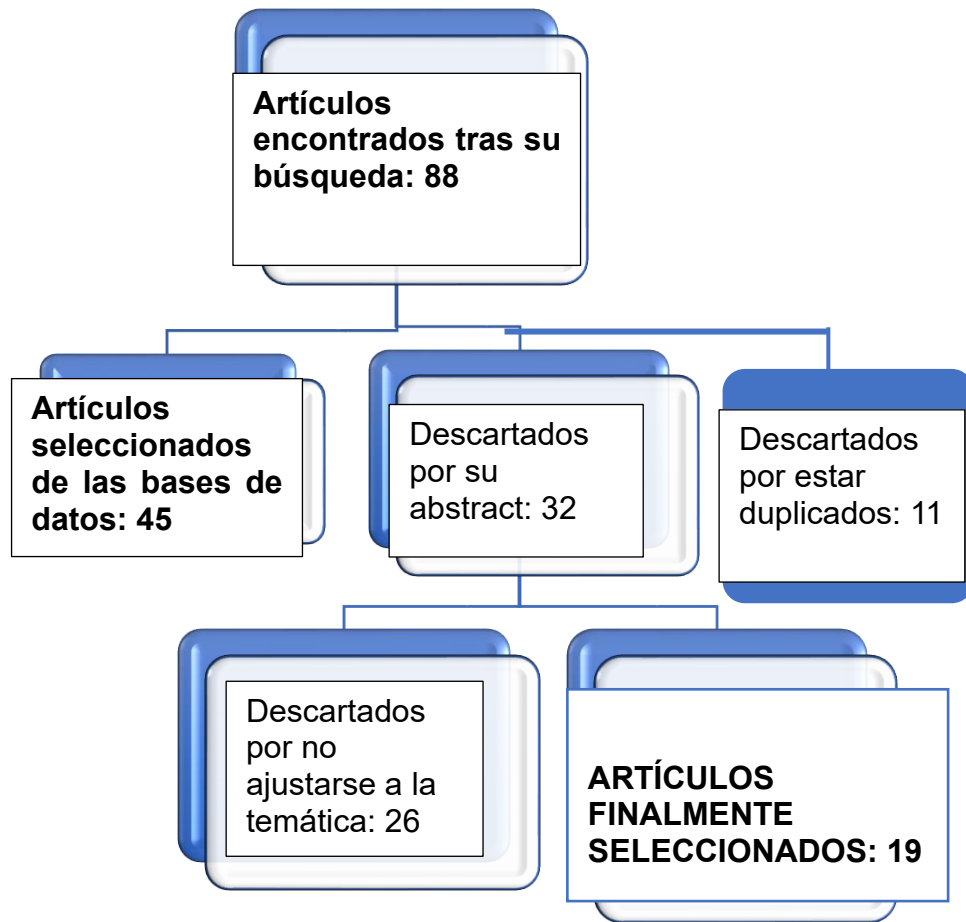 Artículos
encontrados tras su
búsqueda: 88
Artículos
seleccionados
de las bases de
datos: 45
Descartados
por su
abstract: 32
Descartados
por estar
duplicados: 11
Descartados
por no
ajustarse a la
temática: 26
ARTÍCULOS
FINALMENTE
SELECCIONADOS: 19